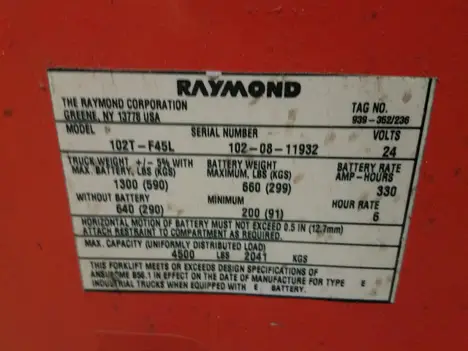 RAYMOND
THE RAYMOND CORPORATION
GREENE, NY 13778 USA
TAG NO.
939-362/236
MODEL SERIAL NUMBER VOLTS
102T-F45L 102-08-11932 24
TRUCK WEIGHT, +/- 5% WITH
MAX. BATTERY, LBS (KGS)
1300 (590)
BATTERY WEIGHT
MAXIMUM, LBS (KGS)
660 (299)
BATTERY RATE
AMP-HOURS
330
WITHOUT BATTERY
640 (290)
MINIMUM
200 (91)
HOUR RATE
6
HORIZONTAL MOTION OF BATTERY MUST NOT EXCEED 0.5 IN (12.7mm)
ATTACH RESTRAINT TO COMPARTMENT AS REQUIRED.
MAX. CAPACITY (UNIFORMLY DISTRIBUTED LOAD)
4500 LBS 2041 KGS
THIS FORKLIFT MEETS OR EXCEEDS DESIGN SPECIFICATIONS OF
B56.1 IN EFFECT ON THE DATE OF MANUFACTURE FOR TYPE E
INDUSTRIAL TRUCKS WHEN EQUIPPED WITH E BATTERY.